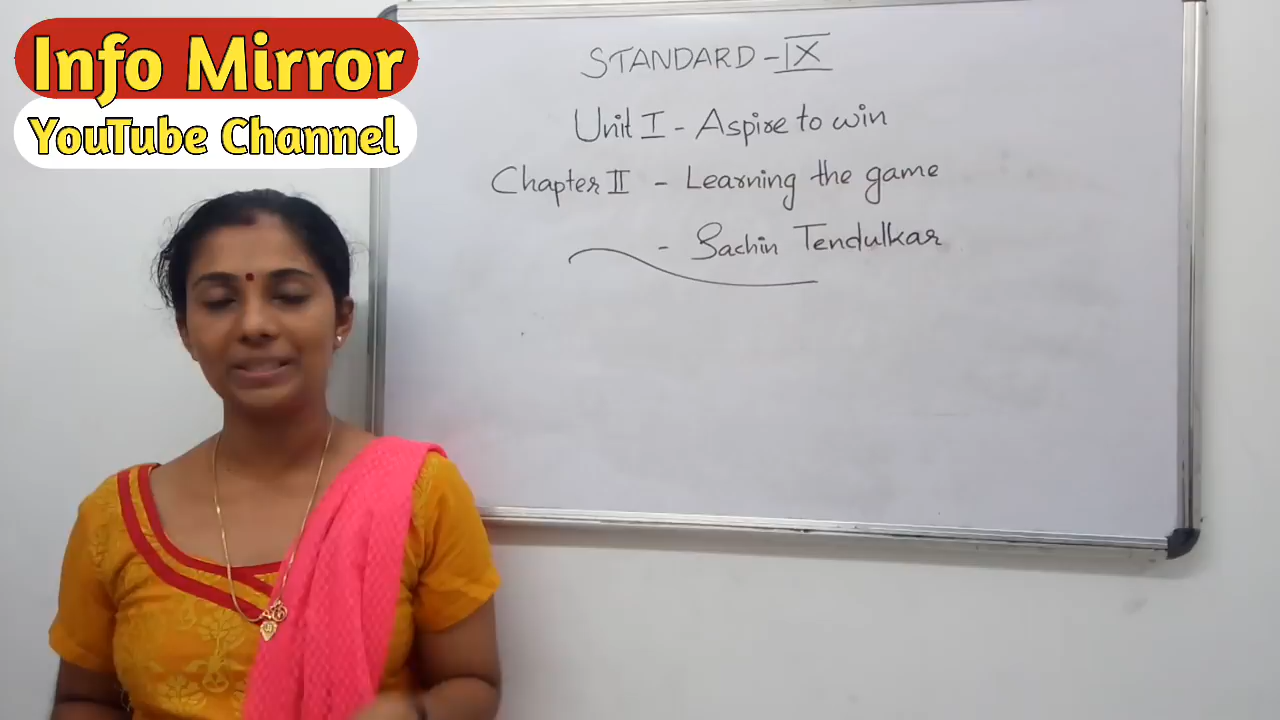 Info Mirror
YouTube Channel
STANDARD - IX
Unit I - Aspire to win
Chapter II - Learning the game
- Sachin Tendulkar